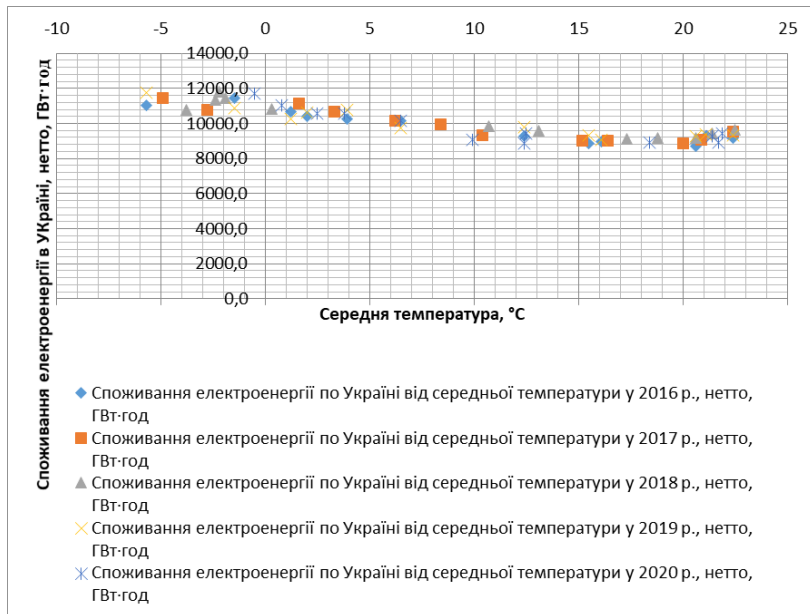 -10 -5 0 5 10 15 20 25
14000,0
12000,0
10000,0
8000,0
6000,0
4000,0
2000,0
0,0
Споживання електроенергії в УКраїні, нетто, ГВт·год
Середня температура, °C
Споживання електроенергії по Україні від середньої температури у 2016 р., нетто,
ГВт·год
Споживання електроенергії по Україні від середньої температури у 2017 р., нетто,
ГВт·год
Споживання електроенергії по Україні від середньої температури у 2018 р., нетто,
ГВт·год
Споживання електроенергії по Україні від середньої температури у 2019 р., нетто,
ГВт·год
Споживання електроенергії по Україні від середньої температури у 2020 р., нетто,
ГВт·год